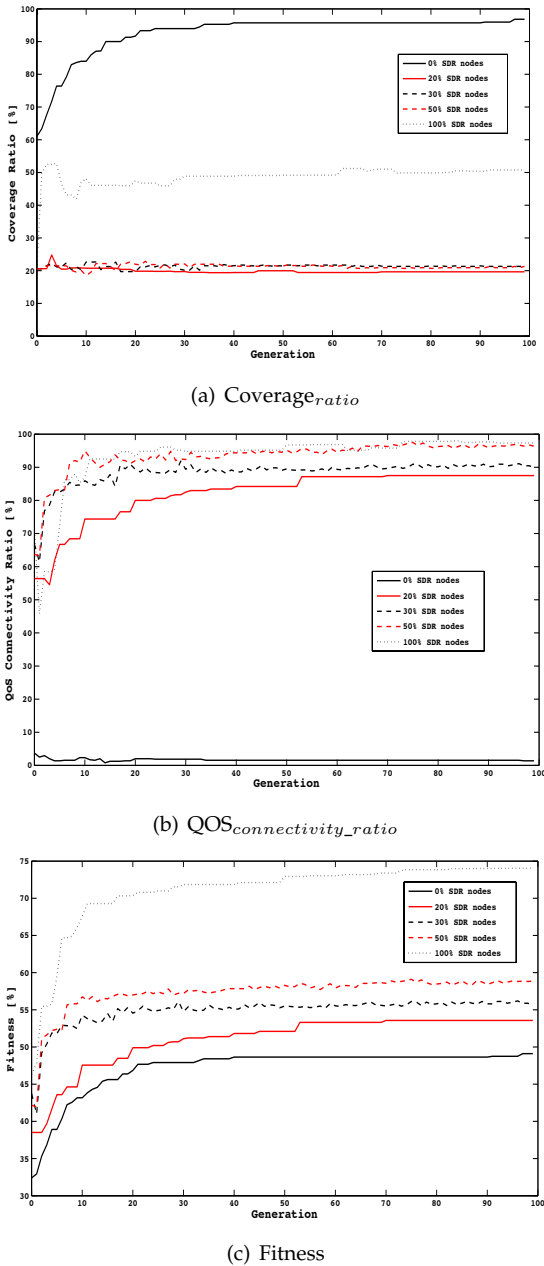 Coverage Ratio [%]
100
90
80
70
60
50
40
30
20
10
0
0 10 20 30 40 50 60 70 80 90 100
Generation
0% SDR nodes
20% SDR nodes
30% SDR nodes
50% SDR nodes
100% SDR nodes
(a) Coverage_ratio
QoS Connectivity Ratio [%]
100
90
80
70
60
50
40
30
20
10
0
0 10 20 30 40 50 60 70 80 90 100
Generation
0% SDR nodes
20% SDR nodes
30% SDR nodes
50% SDR nodes
100% SDR nodes
(b) QOS_connectivity_ratio
Fitness [%]
75
70
65
60
55
50
45
40
35
30
0 10 20 30 40 50 60 70 80 90 100
Generation
0% SDR nodes
20% SDR nodes
30% SDR nodes
50% SDR nodes
100% SDR nodes
(c) Fitness